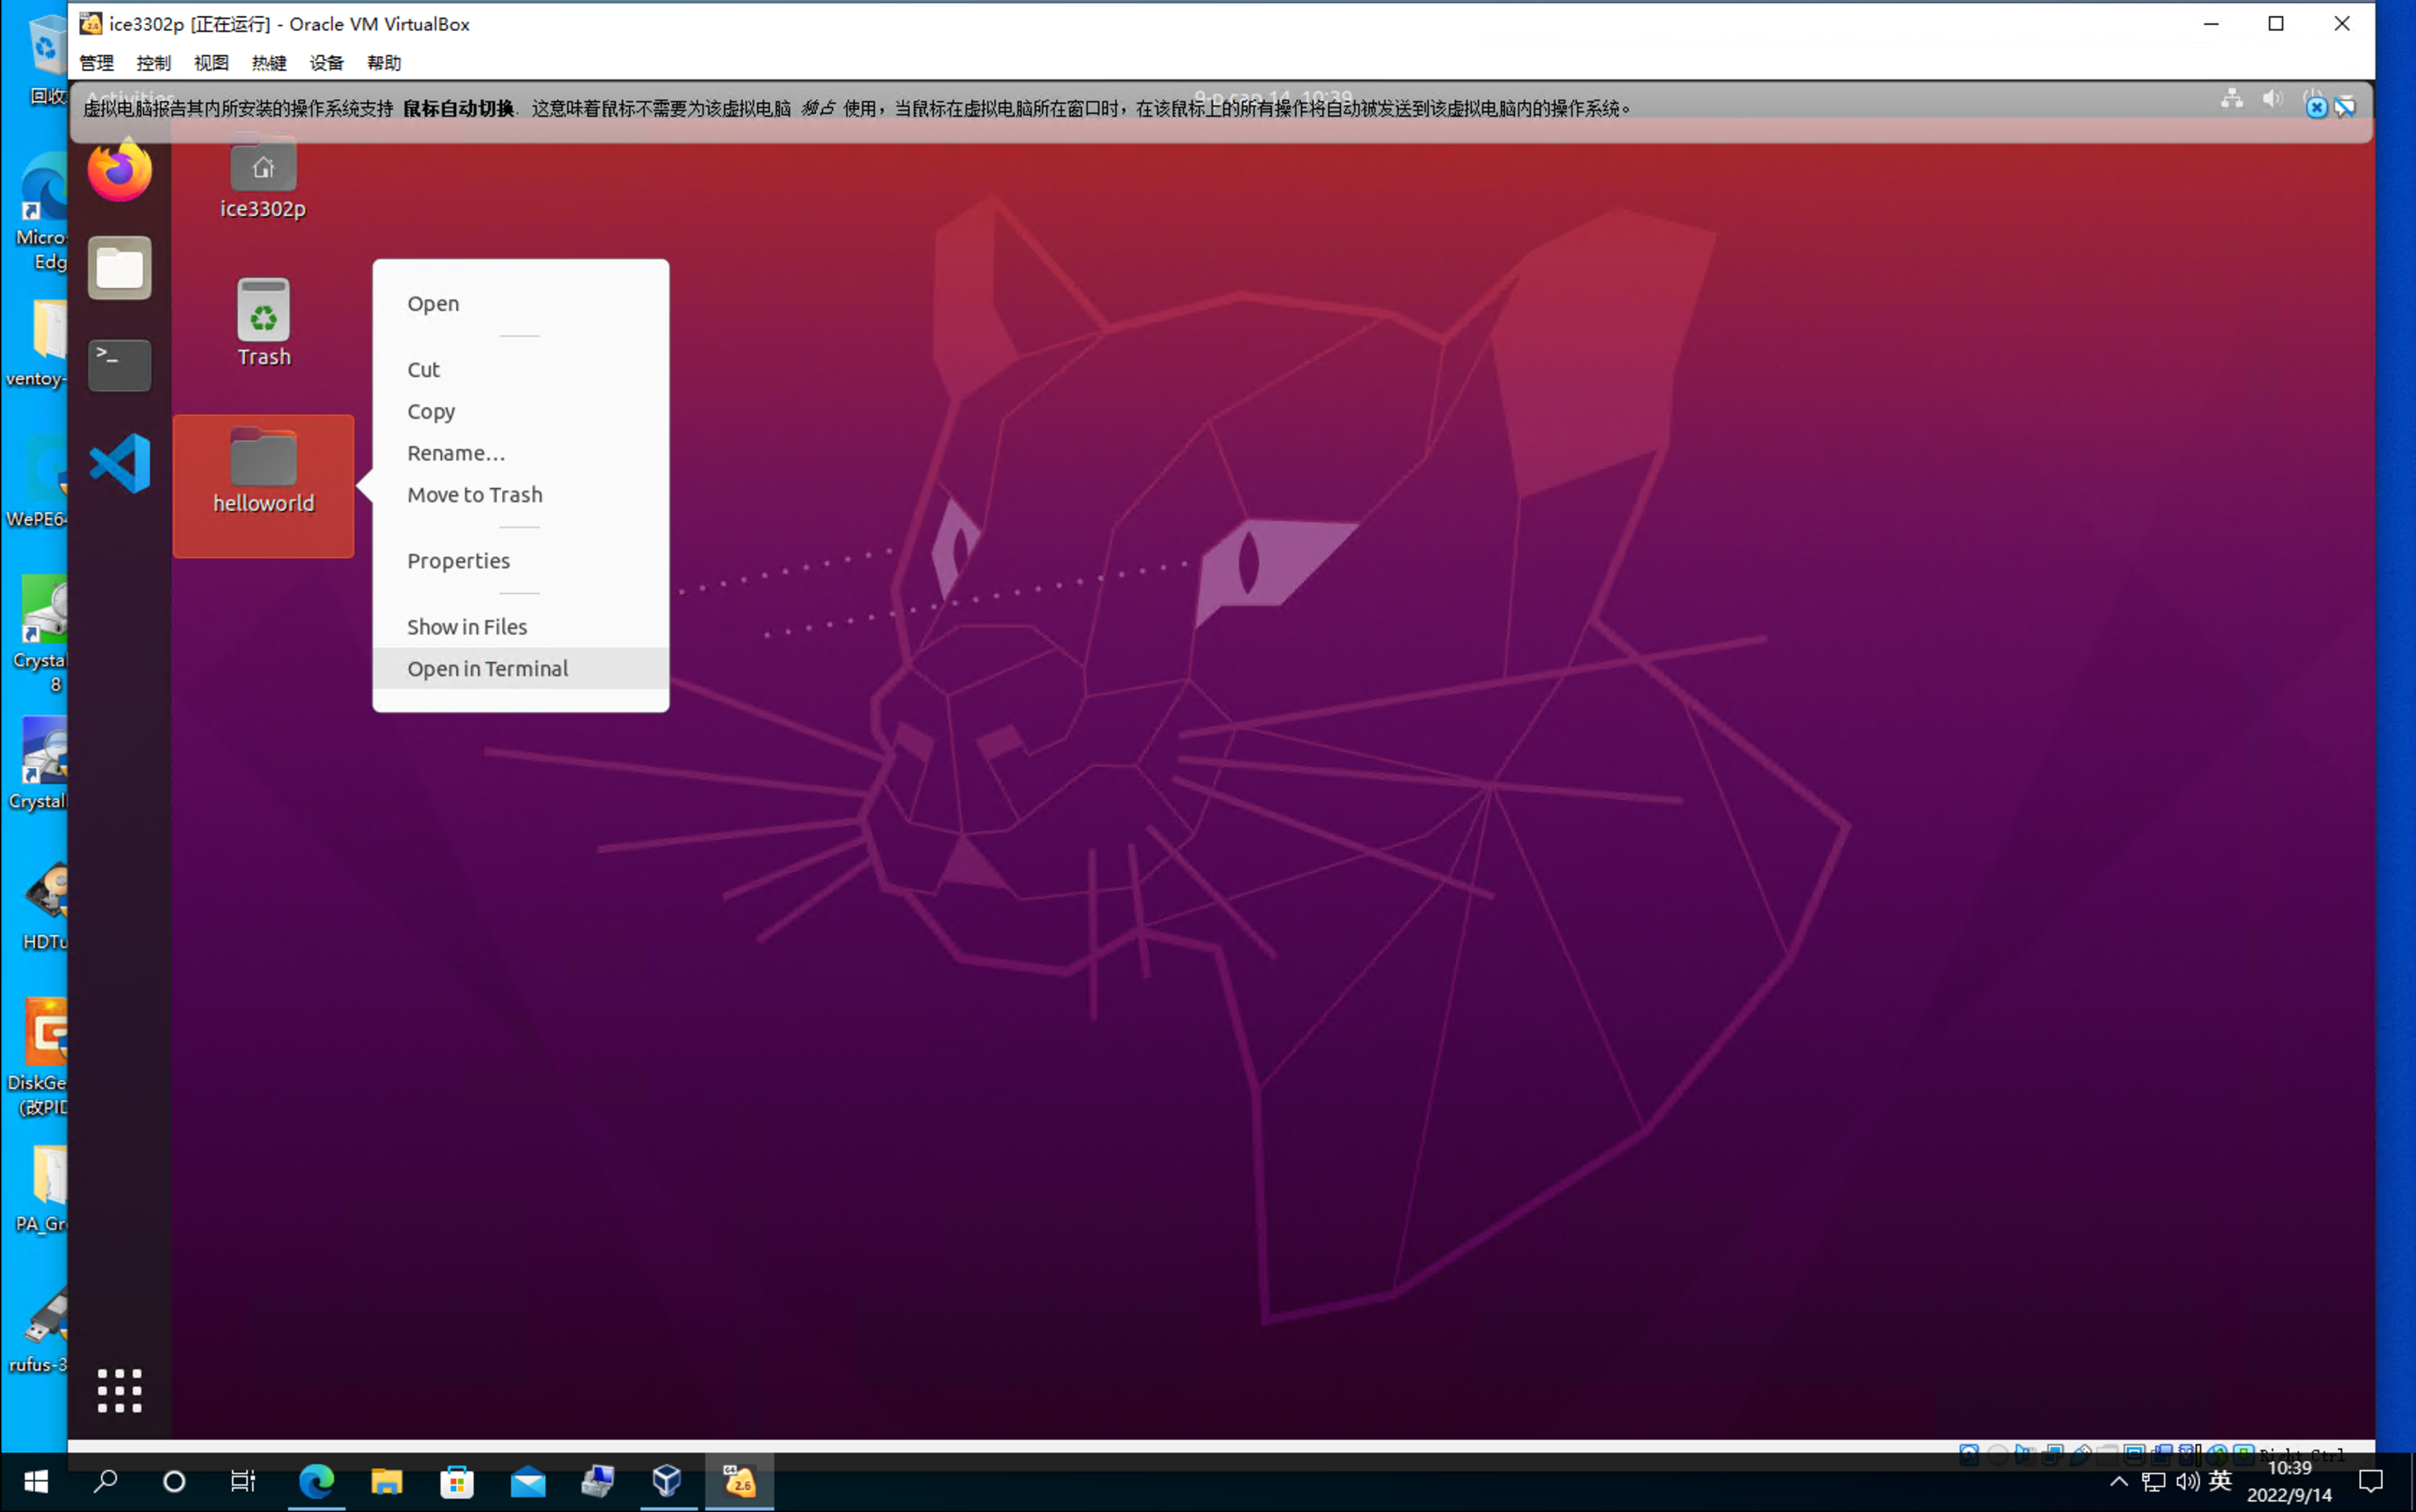 ice3302p [正在运行] - Oracle VM VirtualBox
管理 控制 视图 热键 设备 帮助
Activities
虚拟电脑报告其内所安装的操作系统支持 鼠标自动切换. 这意味着鼠标不需要为该虚拟电脑 独占 使用，当鼠标在虚拟电脑所在窗口时，在该鼠标上的所有操作将自动被发送到该虚拟电脑内的操作系统。
回收
Micro
Edg
ventoy-
WePE64
Crystal
8
Crystal
HDTu
DiskGe
(改PID
PA_Gr
rufus-3
ice3302p
Trash
helloworld
Open
Cut
Copy
Rename…
Move to Trash
Properties
Show in Files
Open in Terminal
Right Ctrl
64
2.6
英
10:39
2022/9/14